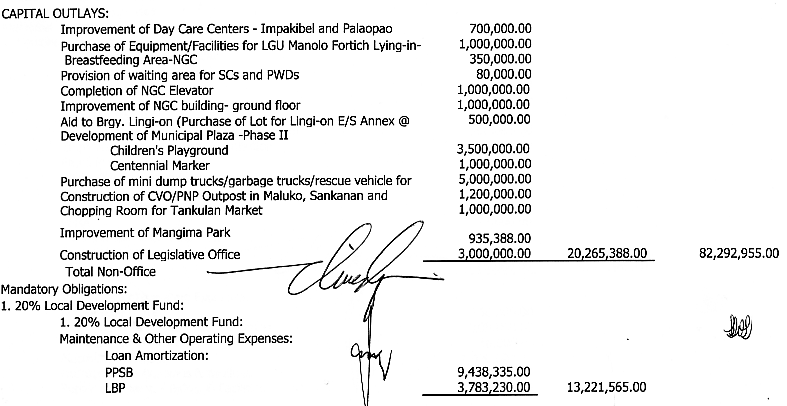 CAPITAL OUTLAYS:
Improvement of Day Care Centers - Impakibel and Palaopao 700,000.00
Purchase of Equipment/Facilities for LGU Manolo Fortich Lying-in- 1,000,000.00
Breastfeeding Area-NGC 350,000.00
Provision of waiting area for SCs and PWDs 80,000.00
Completion of NGC Elevator 1,000,000.00
Improvement of NGC building- ground floor 1,000,000.00
Aid to Brgy. Lingi-on (Purchase of Lot for Lingi-on E/S Annex @ 500,000.00
Development of Municipal Plaza -Phase II
Children's Playground 3,500,000.00
Centennial Marker 1,000,000.00
Purchase of mini dump trucks/garbage trucks/rescue vehicle for 5,000,000.00
Construction of CVO/PNP Outpost in Maluko, Sankanan and 1,200,000.00
Chopping Room for Tankulan Market 1,000,000.00
Improvement of Mangima Park 935,388.00
Construction of Legislative Office 3,000,000.00 20,265,388.00 82,292,955.00
Total Non-Office
Mandatory Obligations:
1. 20% Local Development Fund:
1. 20% Local Development Fund:
Maintenance & Other Operating Expenses:
Loan Amortization:
PPSB 9,438,335.00
LBP 3,783,230.00 13,221,565.00